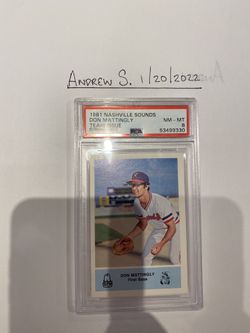 Andrew S. 1/20/2022
1981 NASHVILLE SOUNDS
DON MATTINGLY NM - MT
TEAM ISSUE 8
PSA 53499330
DON MATTINGLY
First Base